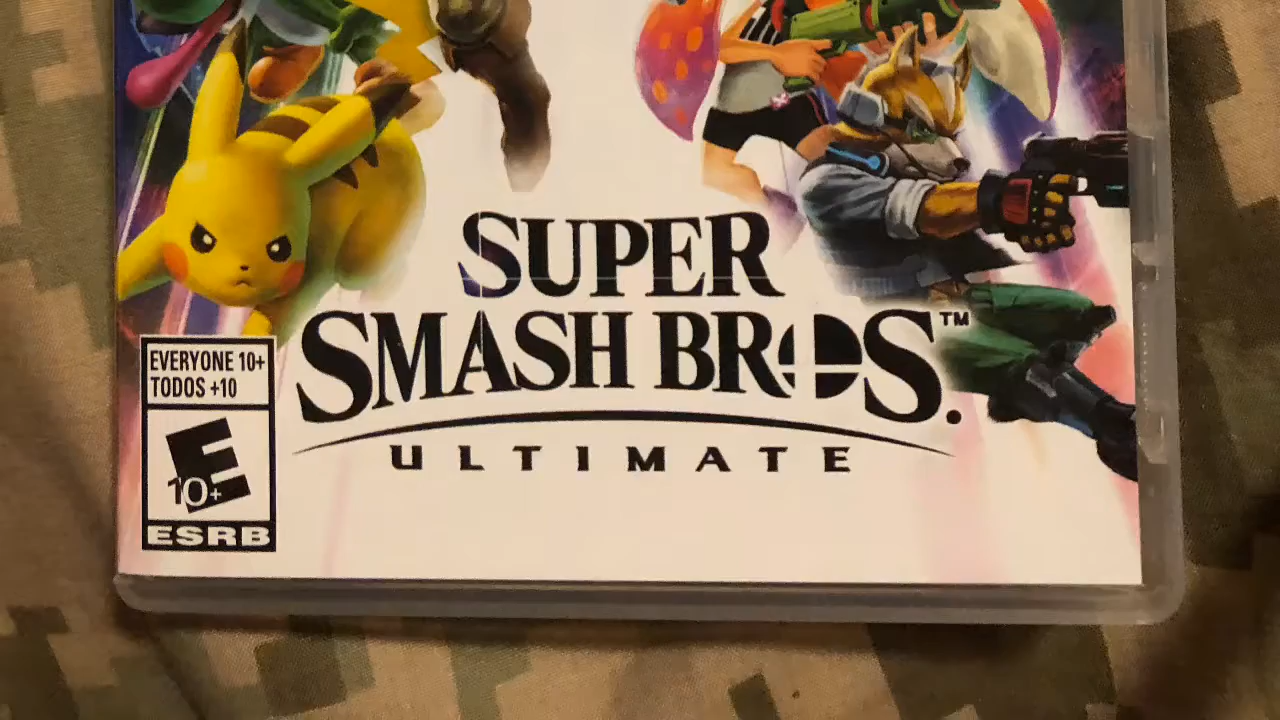 SUPER
SMASH BROS.™
ULTIMATE
EVERYONE 10+
TODOS +10
E
10+
ESRB